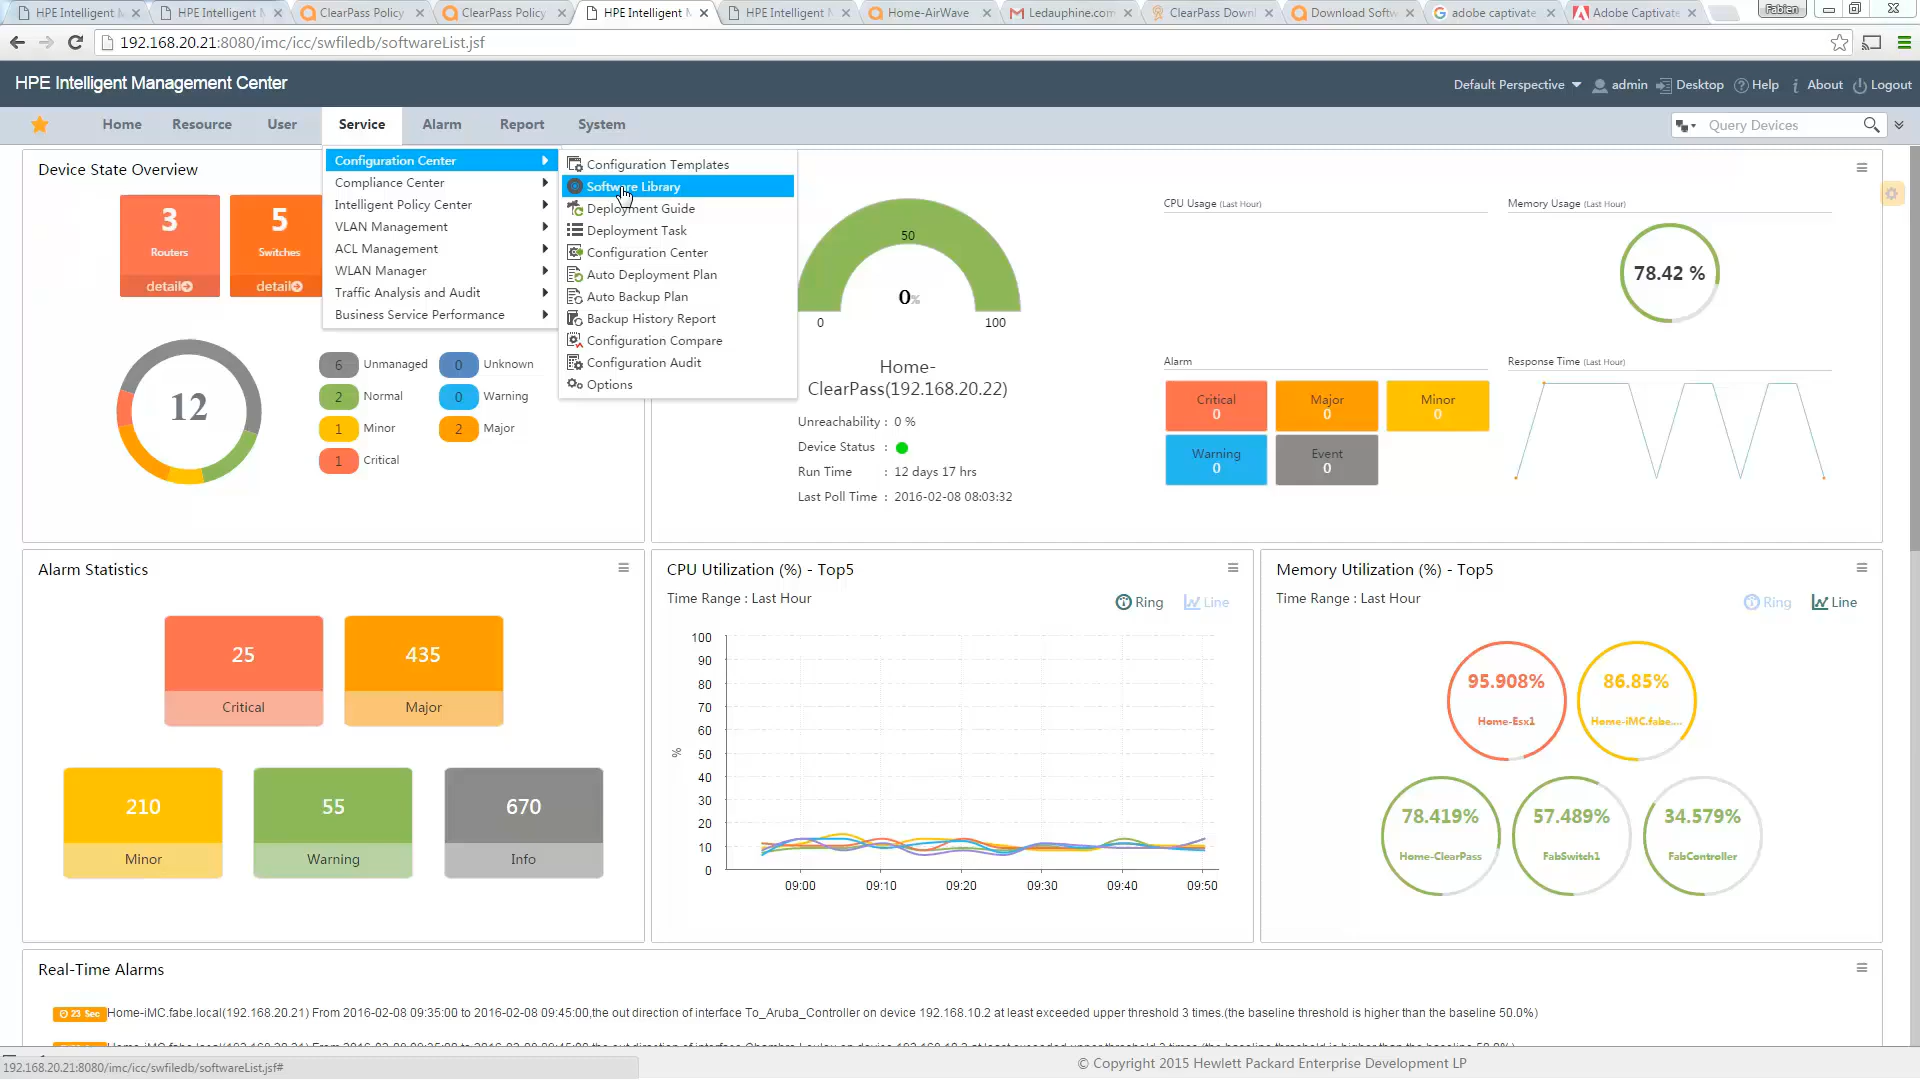 HPE Intelligent M
HPE Intelligent M
ClearPass Policy
ClearPass Policy
HPE Intelligent M
HPE Intelligent M
Home-AirWave
Ledauphine.com
ClearPass Down
Download Softw
adobe captivate
Adobe Captivate
Fabien
192.168.20.21:8080/imc/icc/swfiledb/softwareList.jsf
HPE Intelligent Management Center
Default Perspective
admin
Desktop
Help
About
Logout
Home
Resource
User
Service
Alarm
Report
System
Query Devices
Configuration Center
Compliance Center
Intelligent Policy Center
VLAN Management
ACL Management
WLAN Manager
Traffic Analysis and Audit
Business Service Performance
Configuration Templates
Software Library
Deployment Guide
Deployment Task
Configuration Center
Auto Deployment Plan
Auto Backup Plan
Backup History Report
Configuration Compare
Configuration Audit
Options
Device State Overview
3
Routers
detail
5
Switches
detail
12
6 Unmanaged
0 Unknown
2 Normal
0 Warning
1 Minor
2 Major
1 Critical
50
0%
0
100
Home-
ClearPass(192.168.20.22)
Unreachability : 0 %
Device Status :
Run Time : 12 days 17 hrs
Last Poll Time : 2016-02-08 08:03:32
CPU Usage (Last Hour)
Memory Usage (Last Hour)
78.42 %
Alarm
Critical
0
Major
0
Minor
0
Warning
0
Event
0
Response Time (Last Hour)
Alarm Statistics
25
Critical
435
Major
210
Minor
55
Warning
670
Info
CPU Utilization (%) - Top5
Time Range : Last Hour
Ring
Line
100
90
80
70
60
50
40
30
20
10
0
%
09:00
09:10
09:20
09:30
09:40
09:50
Memory Utilization (%) - Top5
Time Range : Last Hour
Ring
Line
95.908%
Home-Esx1
86.85%
Home-iMC.fabe....
78.419%
Home-ClearPass
57.489%
FabSwitch1
34.579%
FabController
Real-Time Alarms
23 Sec
Home-iMC.fabe.local(192.168.20.21) From 2016-02-08 09:35:00 to 2016-02-08 09:45:00,the out direction of interface To_Aruba_Controller on device 192.168.10.2 at least exceeded upper threshold 3 times.(the baseline threshold is higher than the baseline 50.0%)
192.168.20.21:8080/imc/icc/swfiledb/softwareList.jsf#
© Copyright 2015 Hewlett Packard Enterprise Development LP